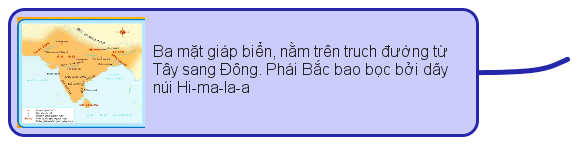 Ba mặt giáp biển, nằm trên truch đường từ
Tây sang Đông. Phái Bắc bao bọc bởi dãy
núi Hi-ma-la-a